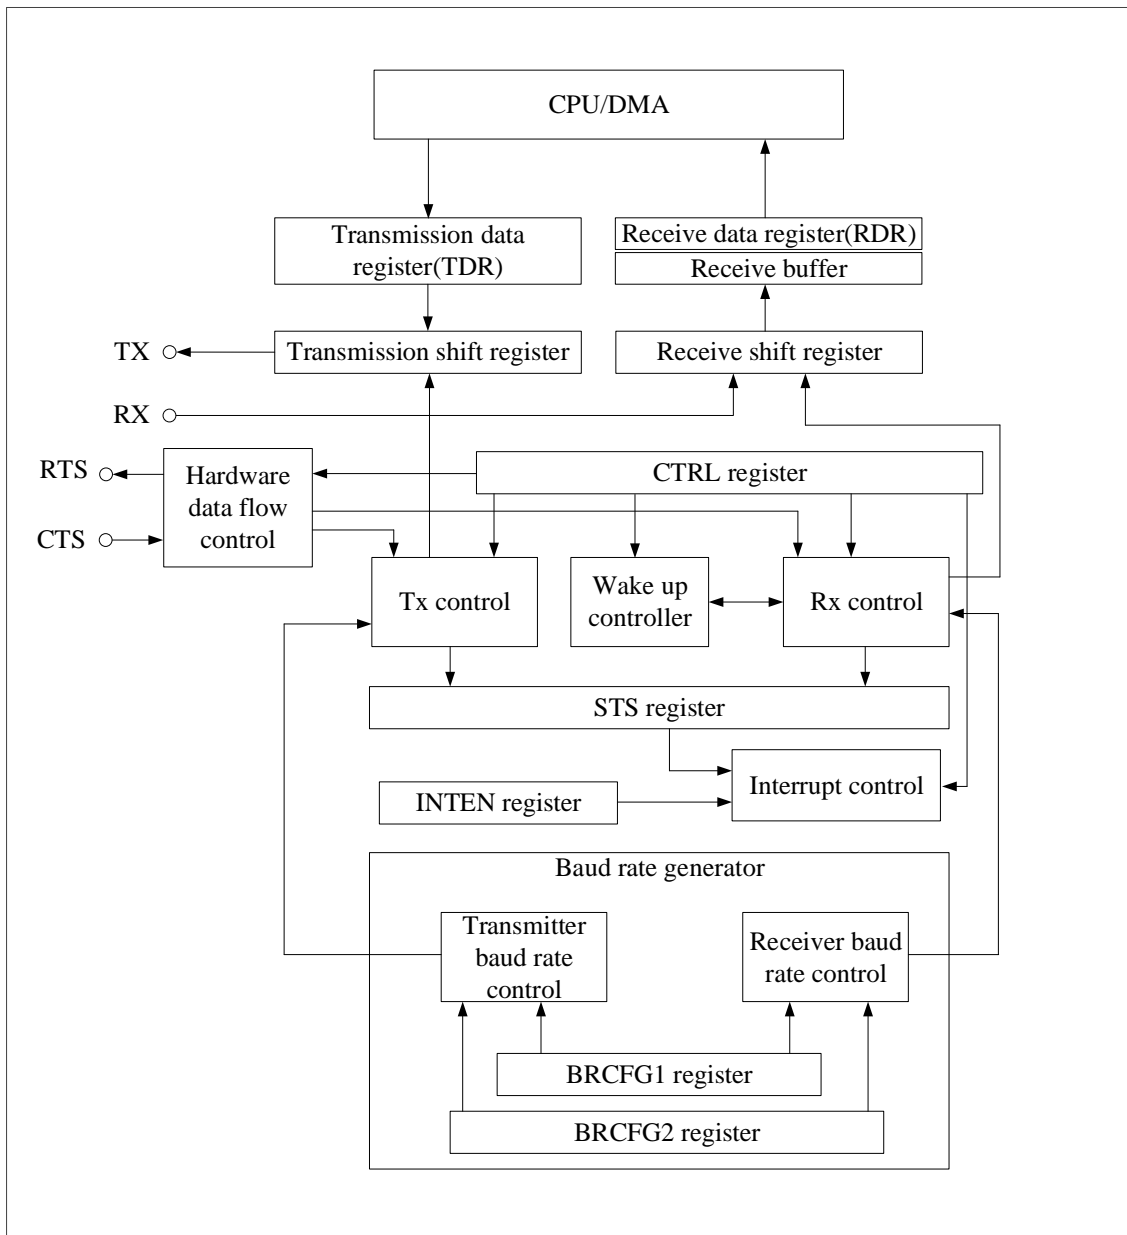 CPU/DMA
Transmission data
register(TDR)
Receive data register(RDR)
Receive buffer
TX
Transmission shift register
Receive shift register
RX
RTS
CTS
Hardware
data flow
control
CTRL register
Tx control
Wake up
controller
Rx control
STS register
Interrupt control
INTEN register
Baud rate generator
Transmitter
baud rate
control
Receiver baud
rate control
BRCFG1 register
BRCFG2 register